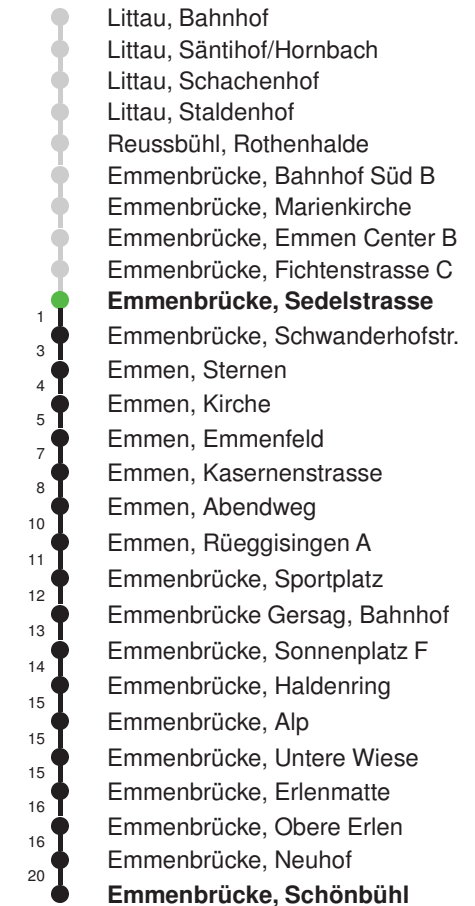 Littau, Bahnhof
Littau, Säntihof/Hornbach
Littau, Schachenhof
Littau, Staldenhof
Reussbühl, Rothenhalde
Emmenbrücke, Bahnhof Süd B
Emmenbrücke, Marienkirche
Emmenbrücke, Emmen Center B
Emmenbrücke, Fichtenstrasse C
Emmenbrücke, Sedelstrasse
1 Emmenbrücke, Schwanderhofstr.
3 Emmen, Sternen
4 Emmen, Kirche
5 Emmen, Emmenfeld
7 Emmen, Kasernenstrasse
8 Emmen, Abendweg
10 Emmen, Rüeggisingen A
11 Emmenbrücke, Sportplatz
12 Emmenbrücke Gersag, Bahnhof
13 Emmenbrücke, Sonnenplatz F
14 Emmenbrücke, Haldenring
15 Emmenbrücke, Alp
15 Emmenbrücke, Untere Wiese
15 Emmenbrücke, Erlenmatte
16 Emmenbrücke, Obere Erlen
16 Emmenbrücke, Neuhof
20 Emmenbrücke, Schönbühl